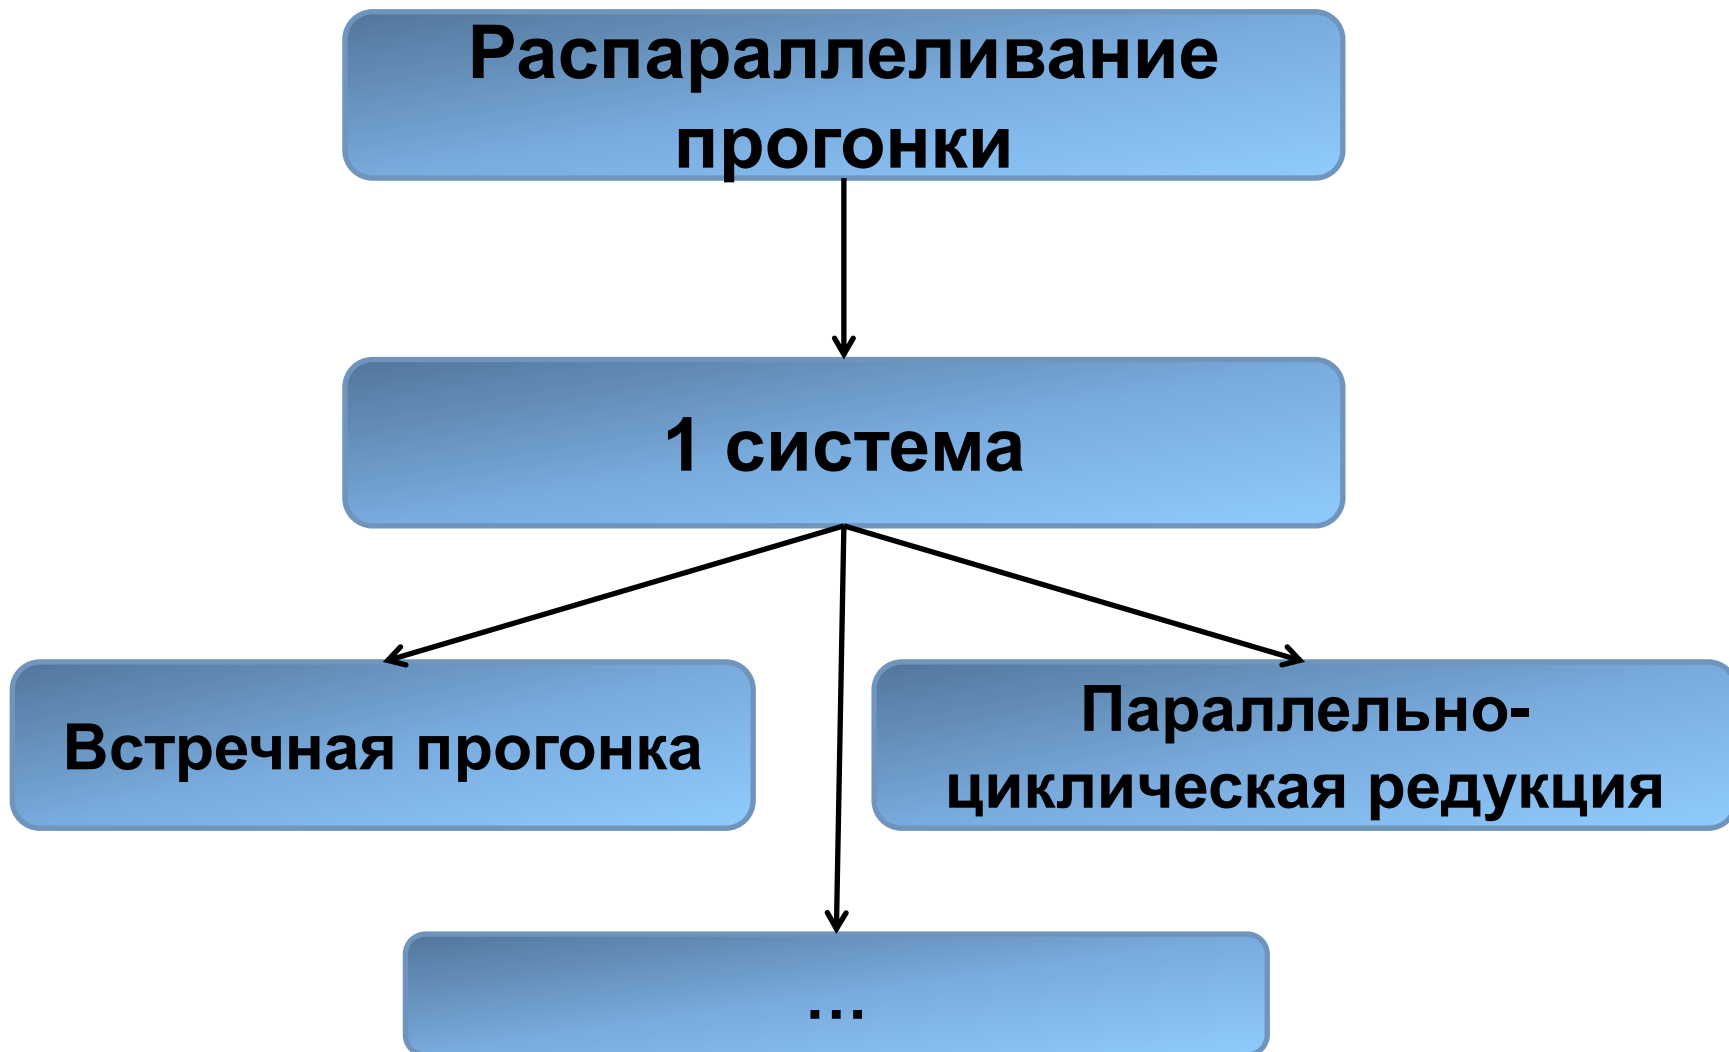 Распараллеливание
прогонки
1 система
Встречная прогонка
Параллельно-
циклическая редукция
...